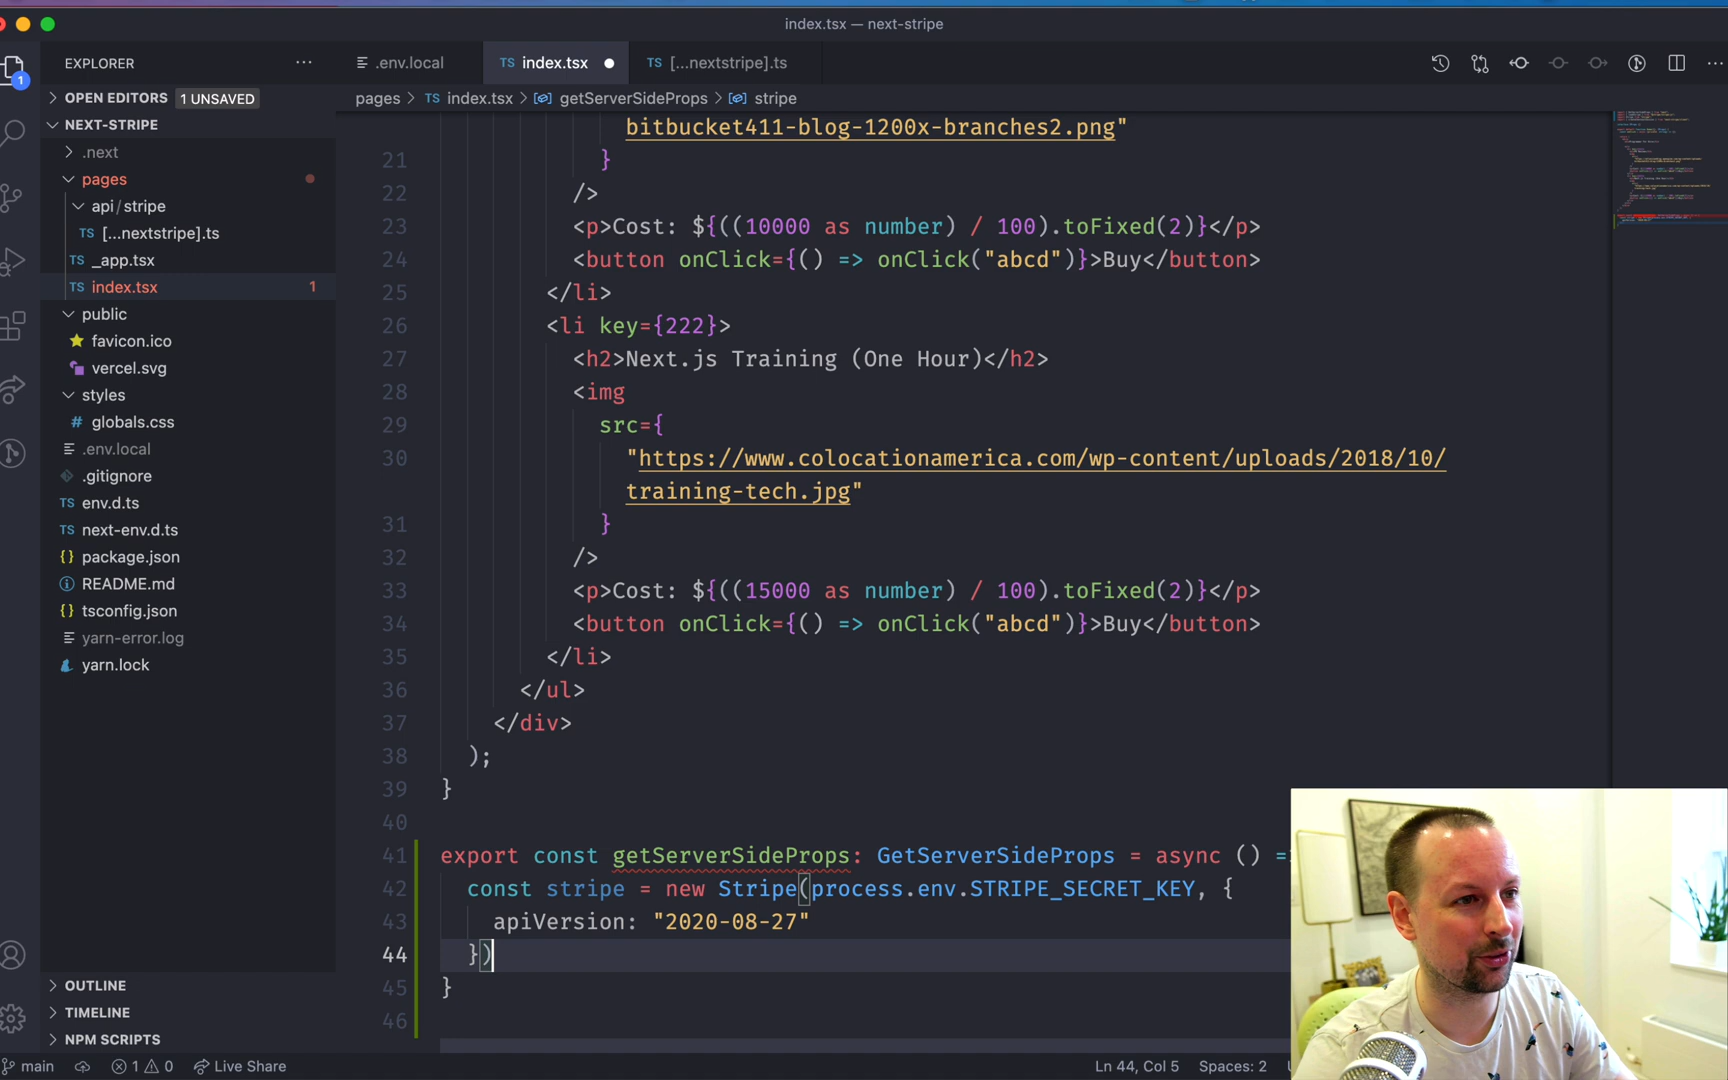 index.tsx — next-stripe
EXPLORER ...
.env.local
TS index.tsx
TS [...nextstripe].ts
1
OPEN EDITORS 1 UNSAVED
pages > TS index.tsx > getServerSideProps > stripe
NEXT-STRIPE
.next
pages
api/stripe
TS [...nextstripe].ts
TS _app.tsx
TS index.tsx 1
public
favicon.ico
vercel.svg
styles
# globals.css
.env.local
.gitignore
TS env.d.ts
TS next-env.d.ts
{} package.json
README.md
{} tsconfig.json
yarn-error.log
yarn.lock
OUTLINE
TIMELINE
NPM SCRIPTS
bitbucket411-blog-1200x-branches2.png"
21 }
22 />
23 <p>Cost: ${((10000 as number) / 100).toFixed(2)}</p>
24 <button onClick={() => onClick("abcd")}>Buy</button>
25 </li>
26 <li key={222}>
27 <h2>Next.js Training (One Hour)</h2>
28 <img
29 src={
30 "https://www.colocationamerica.com/wp-content/uploads/2018/10/
training-tech.jpg"
31 }
32 />
33 <p>Cost: ${((15000 as number) / 100).toFixed(2)}</p>
34 <button onClick={() => onClick("abcd")}>Buy</button>
35 </li>
36 </ul>
37 </div>
38 );
39 }
40
41 export const getServerSideProps: GetServerSideProps = async () =>
42 const stripe = new Stripe(process.env.STRIPE_SECRET_KEY, {
43 apiVersion: "2020-08-27"
44 })
45 }
46
main 1 0 Live Share
Ln 44, Col 5 Spaces: 2